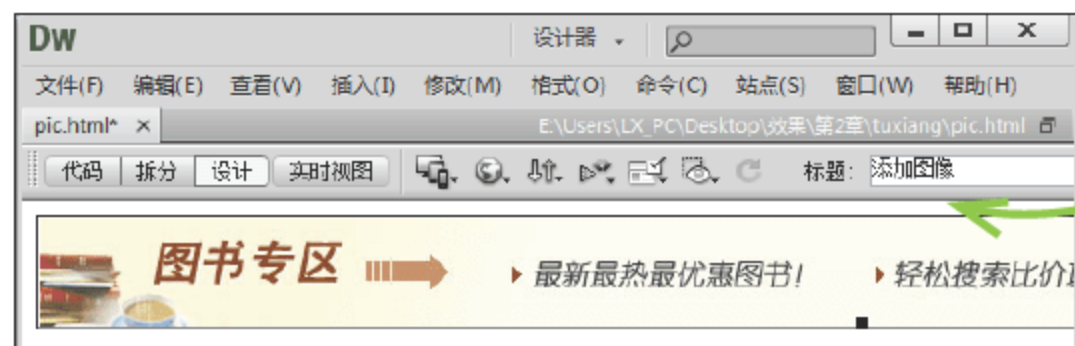 Dw 设计器
文件(F) 编辑(E) 查看(V) 插入(I) 修改(M) 格式(O) 命令(C) 站点(S) 窗口(W) 帮助(H)
pic.html* × E:\Users\LX_PC\Desktop\效果\第2章\tuxiang\pic.html
代码 拆分 设计 实时视图 标题: 添加图像
图书专区 最新最热最优惠图书! 轻松搜索比价